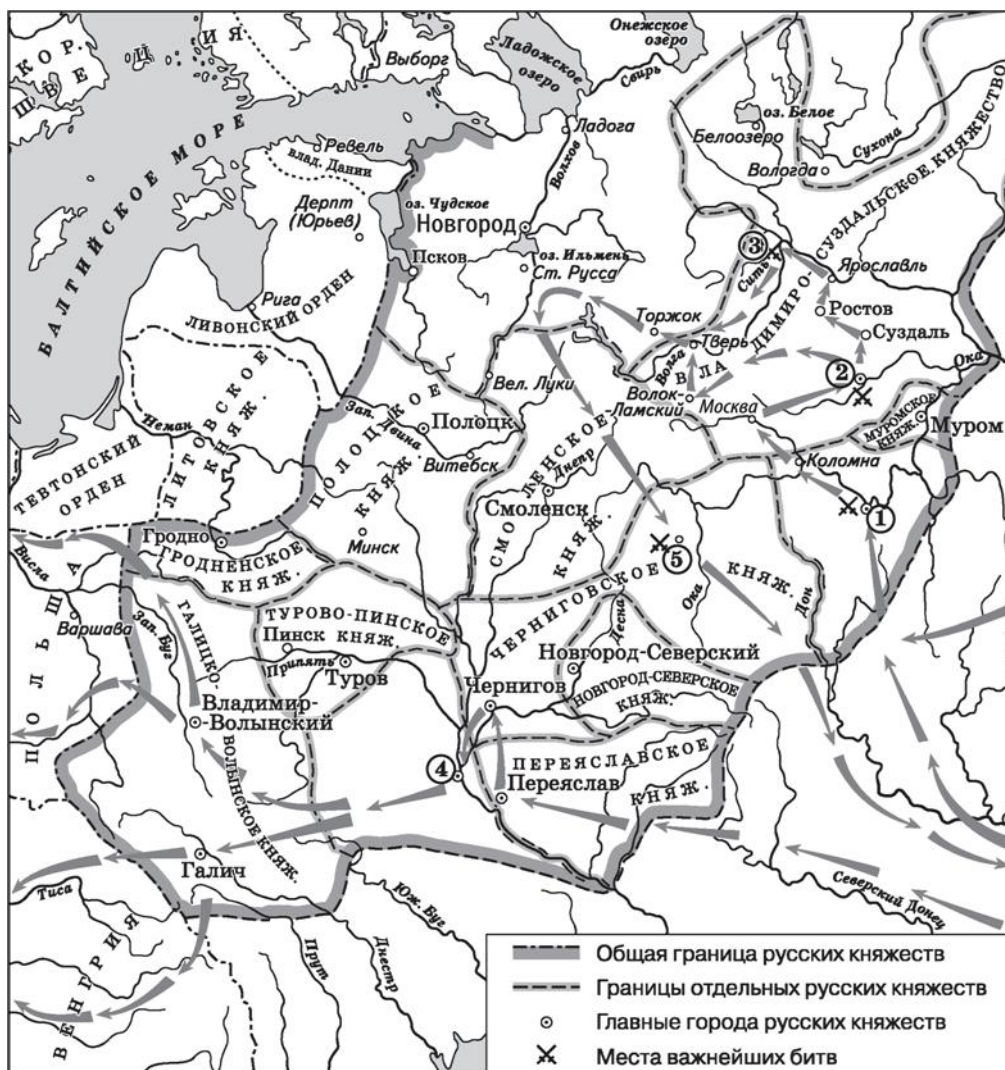 КОР.
ШВЕЦИЯ
Выборг
Ладожское
озеро
Онежское
озеро
Свирь
БАЛТИЙСКОЕ МОРЕ
Ревель
влад. Дании
Ладога
Волхов
оз. Белое
Белоозеро
Сухона
Вологда
Дерпт
(Юрьев)
оз. Чудское
Новгород
Псков
оз. Ильмень
Ст. Русса
3
Сить
ВЛАДИМИРО-СУЗДАЛЬСКОЕ КНЯЖЕСТВО
Ярославль
Ростов
Суздаль
Рига
ЛИВОНСКИЙ ОРДЕН
Торжок
Тверь
Волга
2
Ока
Вел. Луки
Волок-
Ламский
Москва
МУРОМСКОЕ
КНЯЖ.
Муром
Неман
ЛИТОВСКОЕ
КНЯЖ.
Зап. Двина
Полоцк
ПОЛОЦКОЕ
КНЯЖ.
Витебск
ТЕВТОНСКИЙ
ОРДЕН
Коломна
1
СМОЛЕНСКОЕ
КНЯЖ.
Днепр
Смоленск
Минск
Гродно
ГРОДНЕНСКОЕ
КНЯЖ.
5
Висла
ПОЛЬША
Варшава
Зап. Буг
ТУРОВО-ПИНСКОЕ
КНЯЖ.
Пинск
Припять
Туров
ЧЕРНИГОВСКОЕ
КНЯЖ.
Десна
Ока
Дон
Новгород-Северский
НОВГОРОД-СЕВЕРСКОЕ
КНЯЖ.
Чернигов
ГАЛИЦКО-
ВОЛЫНСКОЕ КНЯЖ.
Владимир-
-Волынский
4
ПЕРЕЯСЛАВСКОЕ
КНЯЖ.
Переяслав
Галич
Тиса
ВЕНГРИЯ
Прут
Днестр
Юж. Буг
Северский Донец
Общая граница русских княжеств
Границы отдельных русских княжеств
Главные города русских княжеств
Места важнейших битв